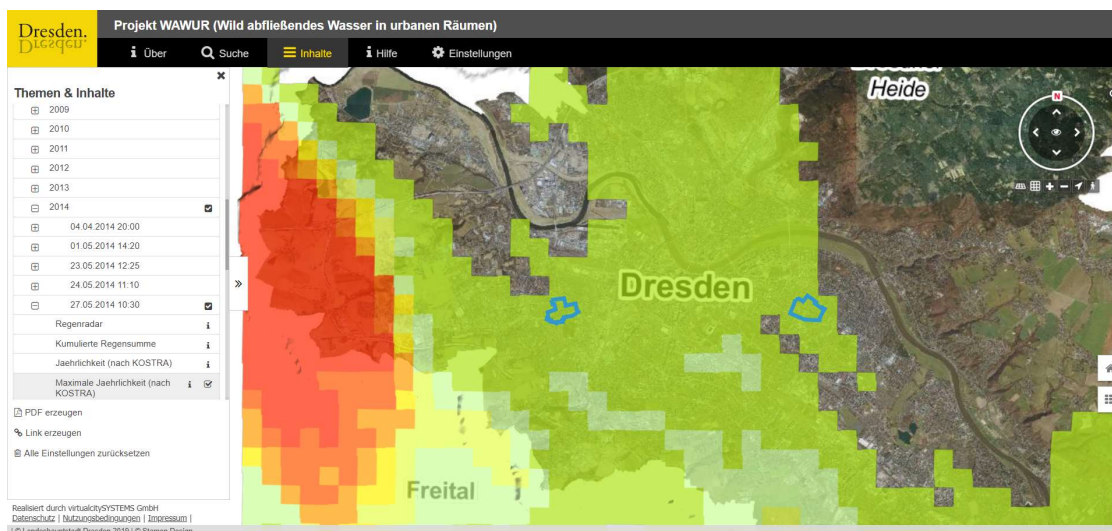 Dresden.
Dresden.
Projekt WAWUR (Wild abfließendes Wasser in urbanen Räumen)
Über
Suche
Inhalte
Hilfe
Einstellungen
Themen & Inhalte
2009
2010
2011
2012
2013
2014
04.04.2014 20:00
01.05.2014 14:20
23.05.2014 12:25
24.05.2014 11:10
27.05.2014 10:30
Regenradar
Kumulierte Regensumme
Jaehrlichkeit (nach KOSTRA)
Maximale Jaehrlichkeit (nach
KOSTRA)
PDF erzeugen
Link erzeugen
Alle Einstellungen zurücksetzen
Realisiert durch virtualcitySYSTEMS GmbH
Datenschutz | Nutzungsbedingungen | Impressum |
Heide
N
Dresden
Freital